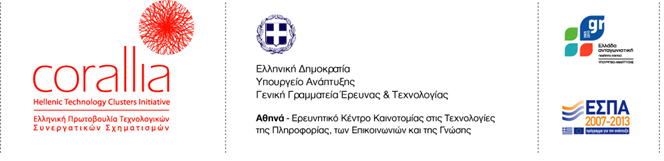 corallia
Hellenic Technology Clusters Initiative
Ελληνική Πρωτοβουλία Τεχνολογικών
Συνεργατικών Σχηματισμών
Ελληνική Δημοκρατία
Υπουργείο Ανάπτυξης
Γενική Γραμματεία Έρευνας & Τεχνολογίας
Αθηνά - Ερευνητικό Κέντρο Καινοτομίας στις Τεχνολογίες
της Πληροφορίας, των Επικοινωνιών και της Γνώσης
gr
Ελλάδα
ανταγωνιστική
ΕΣΠΑ
2007-2013